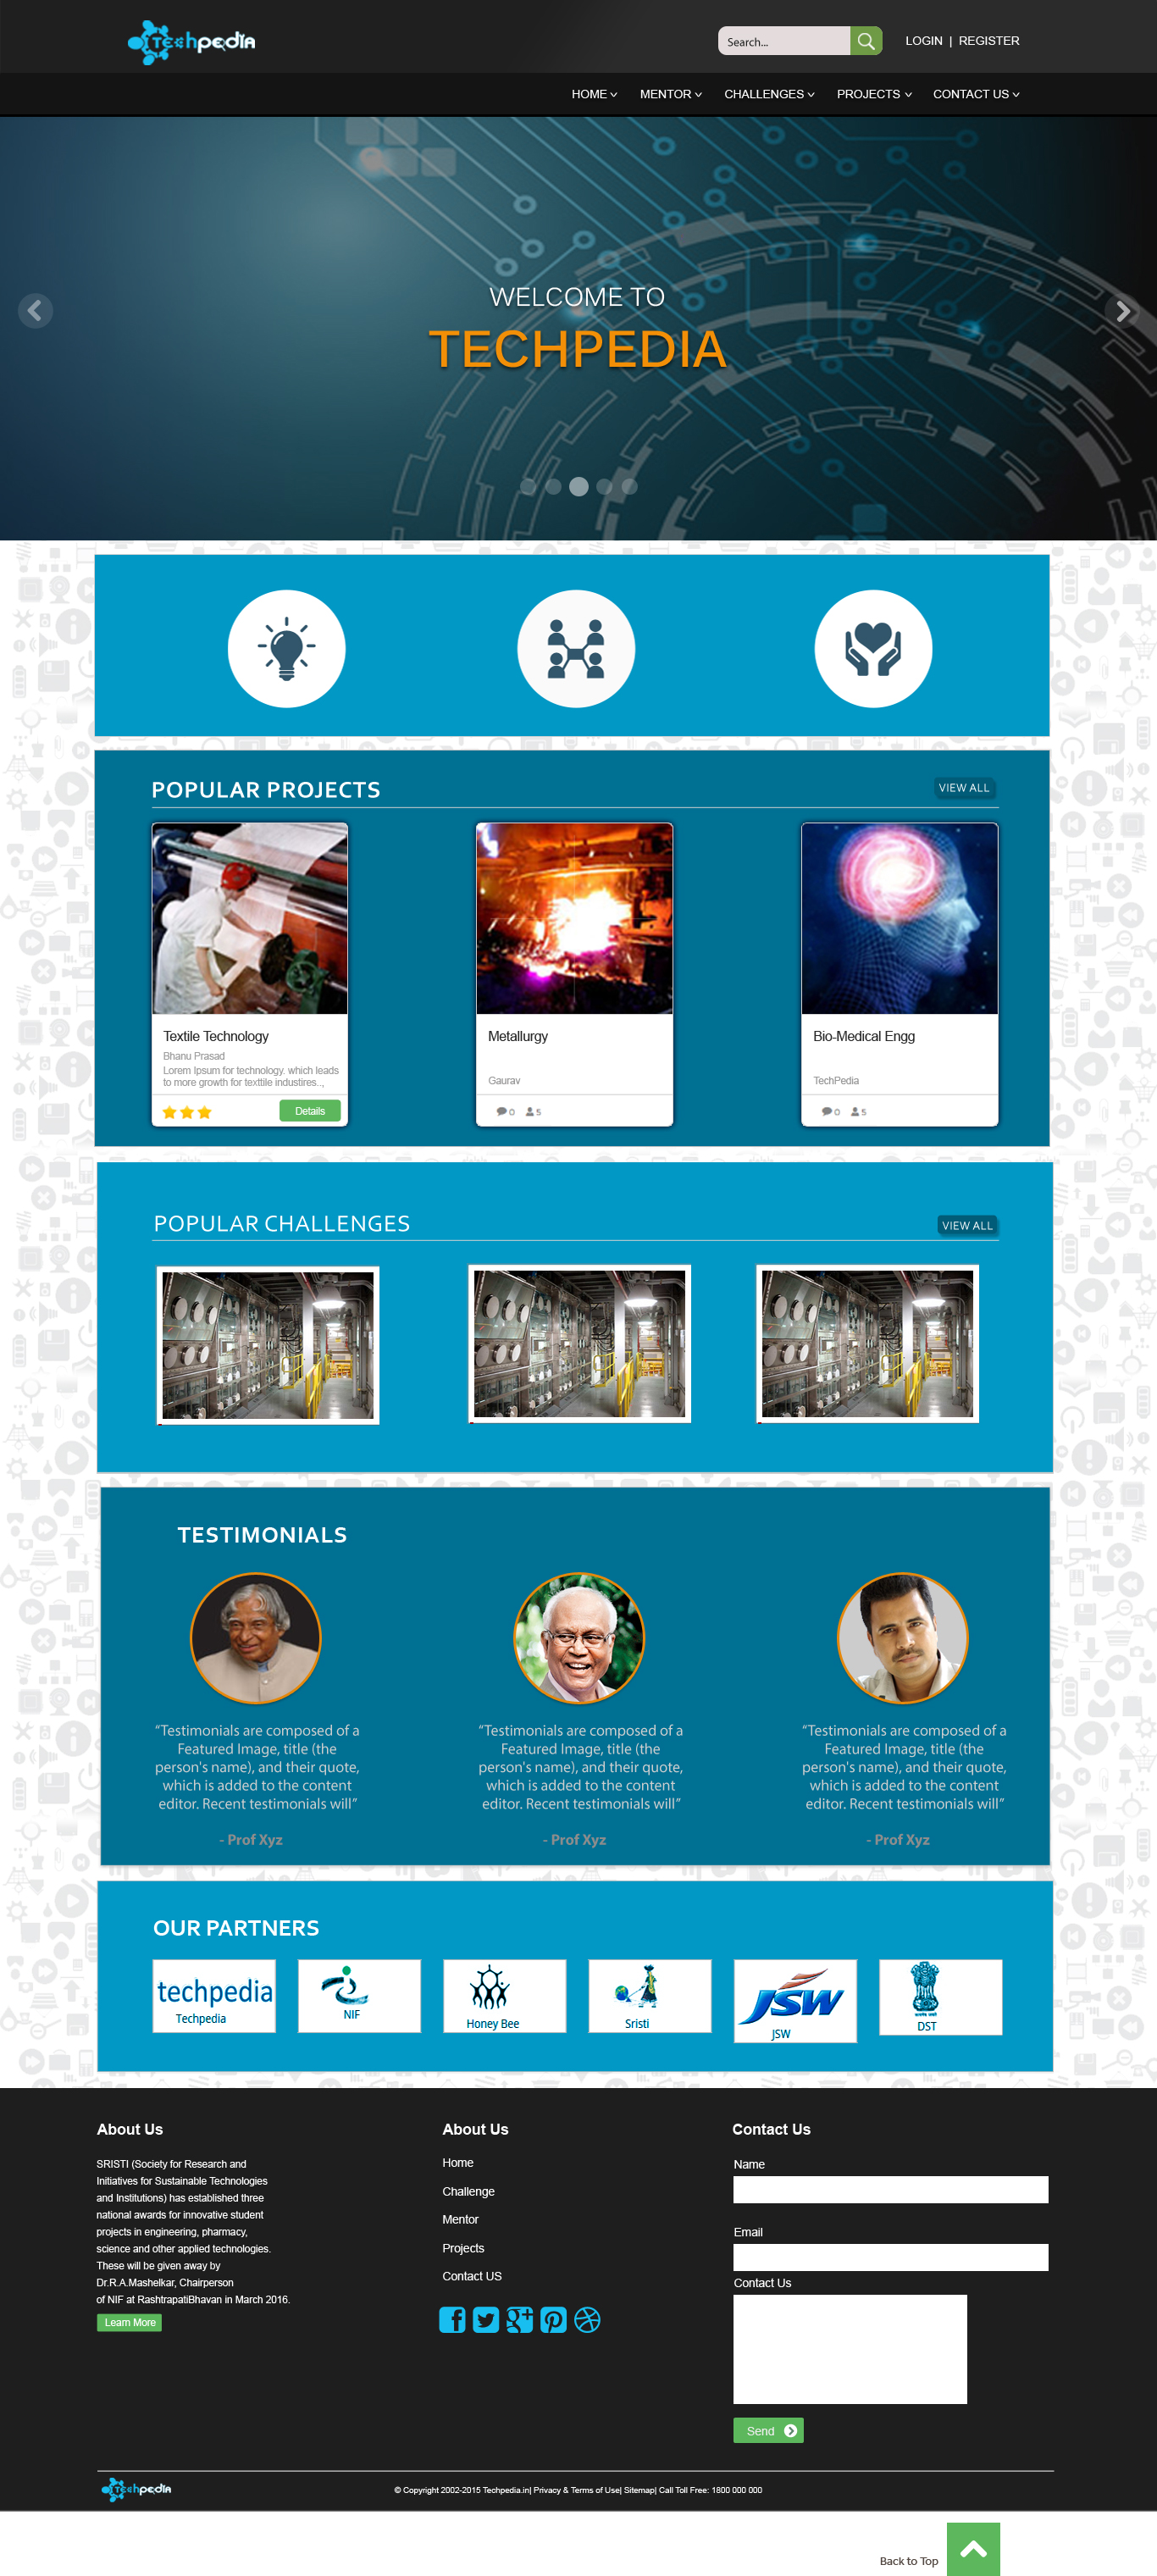 Techpedia
Search...
LOGIN | REGISTER
HOME MENTOR CHALLENGES PROJECTS CONTACT US
WELCOME TO
TECHPEDIA
POPULAR PROJECTS
VIEW ALL
Textile Technology
Bhanu Prasad
Lorem Ipsum for technology. which leads
to more growth for texttile industires..,
Details
Metallurgy
Gaurav
0 5
Bio-Medical Engg
TechPedia
0 5
POPULAR CHALLENGES
VIEW ALL
TESTIMONIALS
“Testimonials are composed of a
Featured Image, title (the
person's name), and their quote,
which is added to the content
editor. Recent testimonials will”
- Prof Xyz
“Testimonials are composed of a
Featured Image, title (the
person's name), and their quote,
which is added to the content
editor. Recent testimonials will”
- Prof Xyz
“Testimonials are composed of a
Featured Image, title (the
person's name), and their quote,
which is added to the content
editor. Recent testimonials will”
- Prof Xyz
OUR PARTNERS
techpedia
Techpedia
NIF
Honey Bee
Sristi
JSW
JSW
DST
About Us
SRISTI (Society for Research and
Initiatives for Sustainable Technologies
and Institutions) has established three
national awards for innovative student
projects in engineering, pharmacy,
science and other applied technologies.
These will be given away by
Dr.R.A.Mashelkar, Chairperson
of NIF at RashtrapatiBhavan in March 2016.
Learn More
About Us
Home
Challenge
Mentor
Projects
Contact US
Contact Us
Name
Email
Contact Us
Send
Techpedia
© Copyright 2002-2015 Techpedia.in| Privacy & Terms of Use| Sitemap| Call Toll Free: 1800 000 000
Back to Top